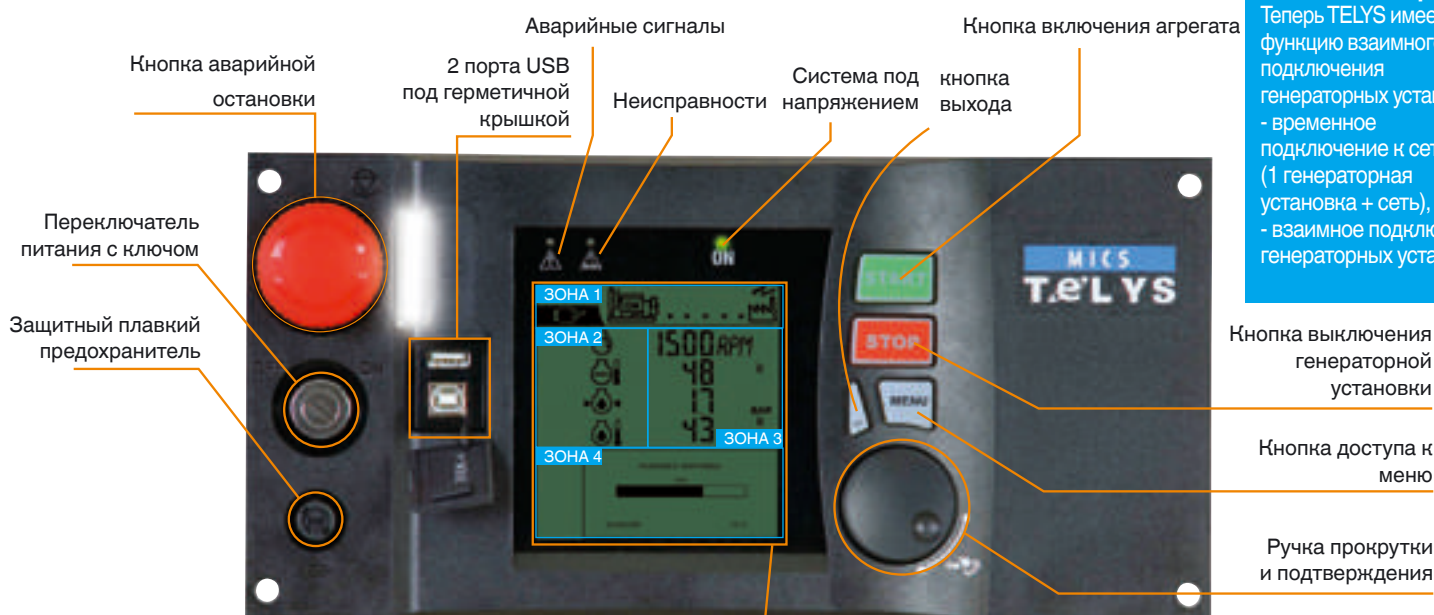 Аварийные сигналы
Кнопка включения агрегата
Кнопка аварийной
остановки
2 порта USB
под герметичной
крышкой
Неисправности
Система под
напряжением
кнопка
выхода
Теперь TELYS имее
функцию взаимног
подключения
генераторных устан
- временное
подключение к сет
(1 генераторная
установка + сеть),
- взаимное подклю
генераторных уста
Переключатель
питания с ключом
Защитный плавкий
предохранитель
ON
START
STOP
MENU
MICS
TELYS
ЗОНА 1
ЗОНА 2
1500 RPM
48
17
43
ЗОНА 3
ЗОНА 4
Кнопка выключения
генераторной
установки
Кнопка доступа к
меню
Ручка прокрутки
и подтверждения